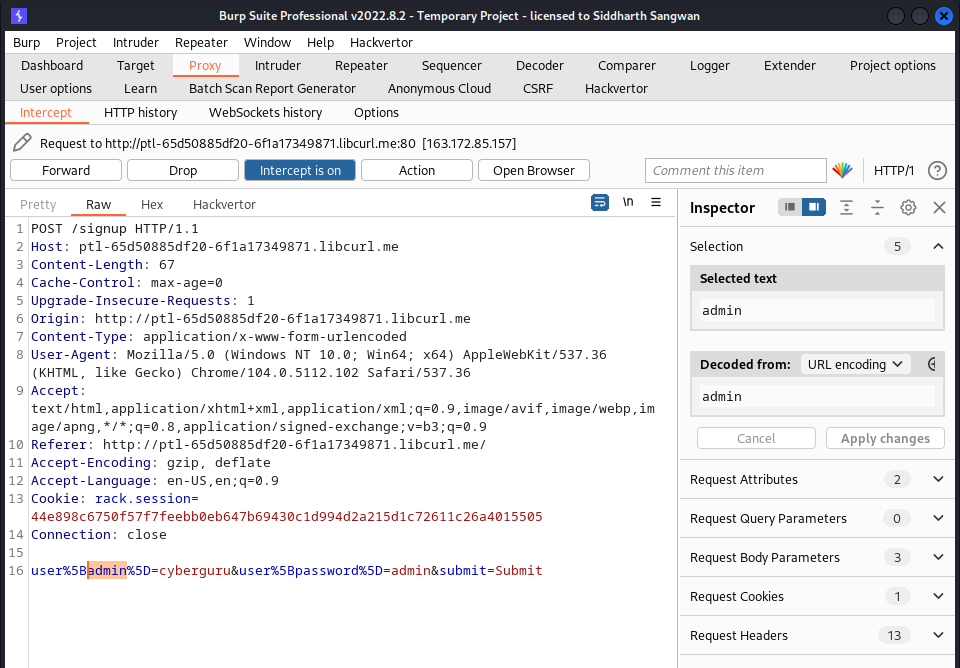 Burp Suite Professional v2022.8.2 - Temporary Project - licensed to Siddharth Sangwan
Burp Project Intruder Repeater Window Help Hackvertor
Dashboard Target Proxy Intruder Repeater Sequencer Decoder Comparer Logger Extender Project options
User options Learn Batch Scan Report Generator Anonymous Cloud CSRF Hackvertor
Intercept HTTP history WebSockets history Options
Request to http://ptl-65d50885df20-6f1a17349871.libcurl.me:80 [163.172.85.157]
Forward Drop Intercept is on Action Open Browser Comment this item HTTP/1 ?
Pretty Raw Hex Hackvertor \n
1 POST /signup HTTP/1.1
2 Host: ptl-65d50885df20-6f1a17349871.libcurl.me
3 Content-Length: 67
4 Cache-Control: max-age=0
5 Upgrade-Insecure-Requests: 1
6 Origin: http://ptl-65d50885df20-6f1a17349871.libcurl.me
7 Content-Type: application/x-www-form-urlencoded
8 User-Agent: Mozilla/5.0 (Windows NT 10.0; Win64; x64) AppleWebKit/537.36
(KHTML, like Gecko) Chrome/104.0.5112.102 Safari/537.36
9 Accept:
text/html,application/xhtml+xml,application/xml;q=0.9,image/avif,image/webp,im
age/apng,*/*;q=0.8,application/signed-exchange;v=b3;q=0.9
10 Referer: http://ptl-65d50885df20-6f1a17349871.libcurl.me/
11 Accept-Encoding: gzip, deflate
12 Accept-Language: en-US,en;q=0.9
13 Cookie: rack.session=
44e898c6750f57f7feebb0eb647b69430c1d994d2a215d1c72611c26a4015505
14 Connection: close
15
16 user%5Badmin%5D=cyberguru&user%5Bpassword%5D=admin&submit=Submit
Inspector
Selection 5
Selected text
admin
Decoded from: URL encoding
admin
Cancel Apply changes
Request Attributes 2
Request Query Parameters 0
Request Body Parameters 3
Request Cookies 1
Request Headers 13